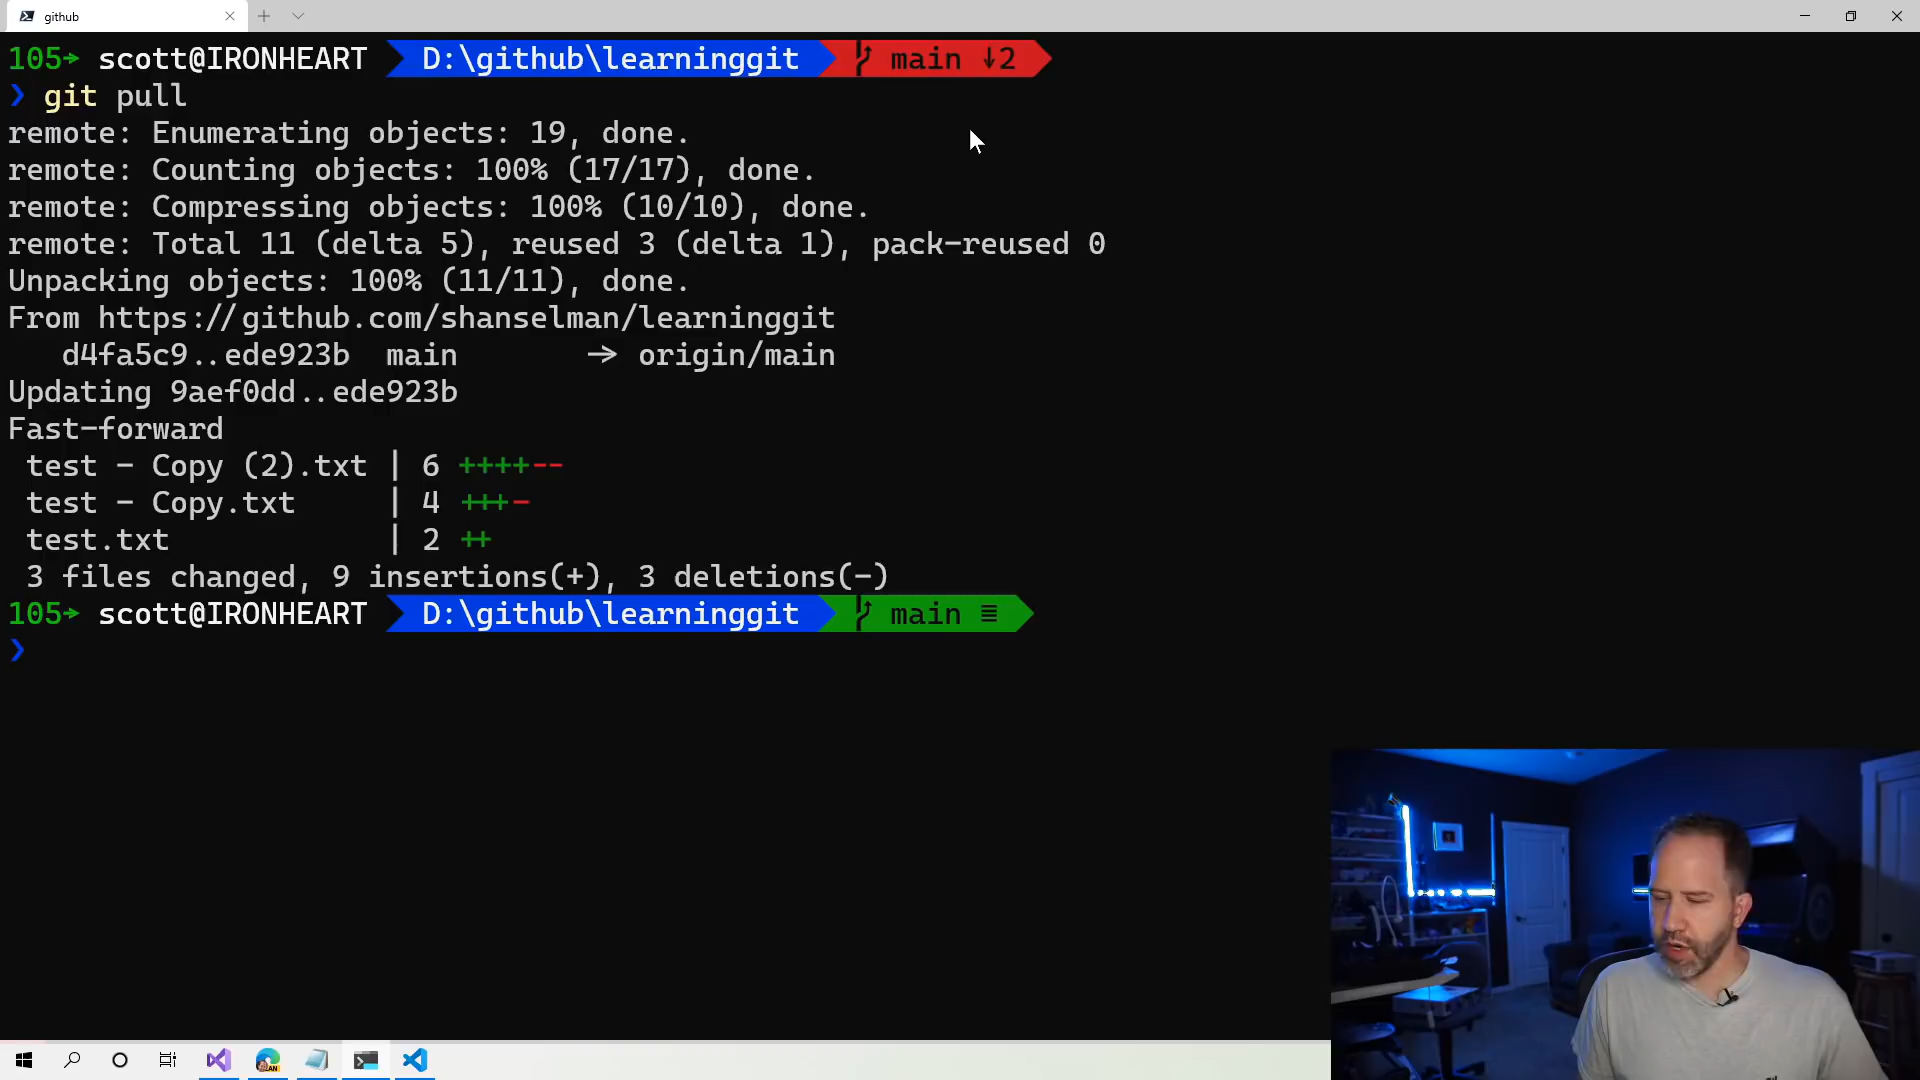 github
105→ scott@IRONHEART D:\github\learninggit main ↓2
❯ git pull
remote: Enumerating objects: 19, done.
remote: Counting objects: 100% (17/17), done.
remote: Compressing objects: 100% (10/10), done.
remote: Total 11 (delta 5), reused 3 (delta 1), pack-reused 0
Unpacking objects: 100% (11/11), done.
From https://github.com/shanselman/learninggit
d4fa5c9..ede923b main -> origin/main
Updating 9aef0dd..ede923b
Fast-forward
test - Copy (2).txt | 6 ++++--
test - Copy.txt | 4 +++-
test.txt | 2 ++
3 files changed, 9 insertions(+), 3 deletions(-)
105→ scott@IRONHEART D:\github\learninggit main ≡
❯